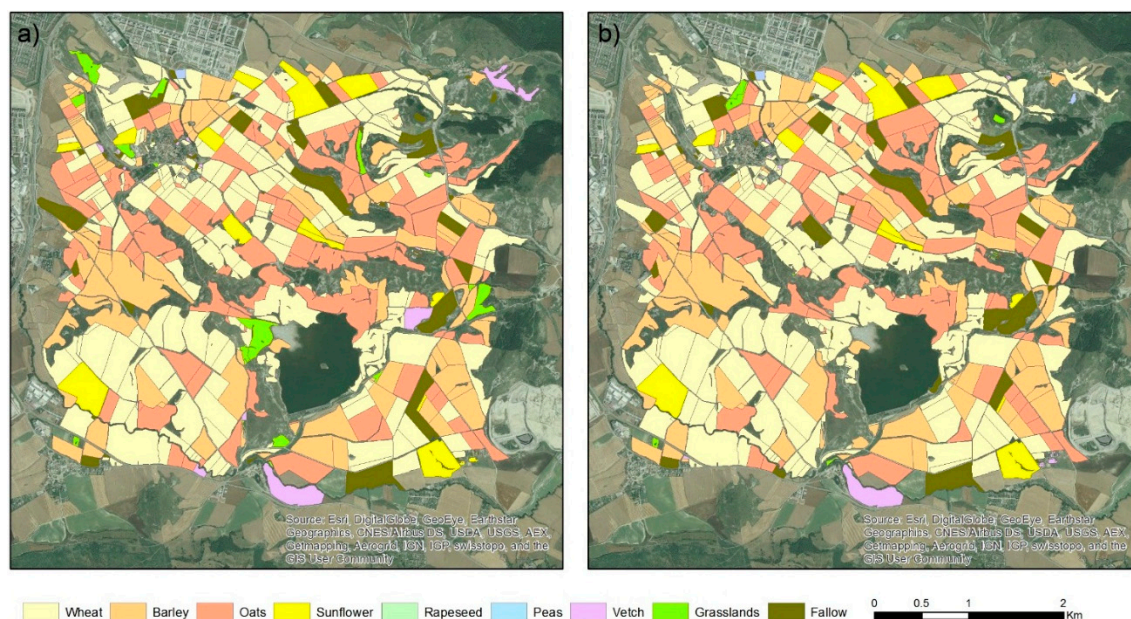 a)
Source: Esri, DigitalGlobe, GeoEye, Earthstar
Geographics, CNES/Airbus DS, USDA, USGS, AEX,
Getmapping, Aerogrid, IGN, IGP, swisstopo, and the
GIS User Community
b)
Source: Esri, DigitalGlobe, GeoEye, Earthstar
Geographics, CNES/Airbus DS, USDA, USGS, AEX,
Getmapping, Aerogrid, IGN, IGP, swisstopo, and the
GIS User Community
Wheat Barley Oats Sunflower Rapeseed Peas Vetch Grasslands Fallow 0 0.5 1 2
Km